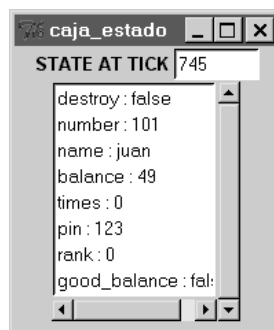 caja_estado
STATE AT TICK 745
destroy : false
number : 101
name : juan
balance : 49
times : 0
pin : 123
rank : 0
good_balance : fal